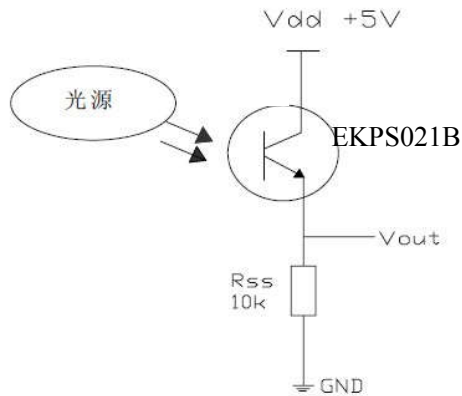 Vdd +5V
光源
EKPS021B
Vout
Rss
10k
GND